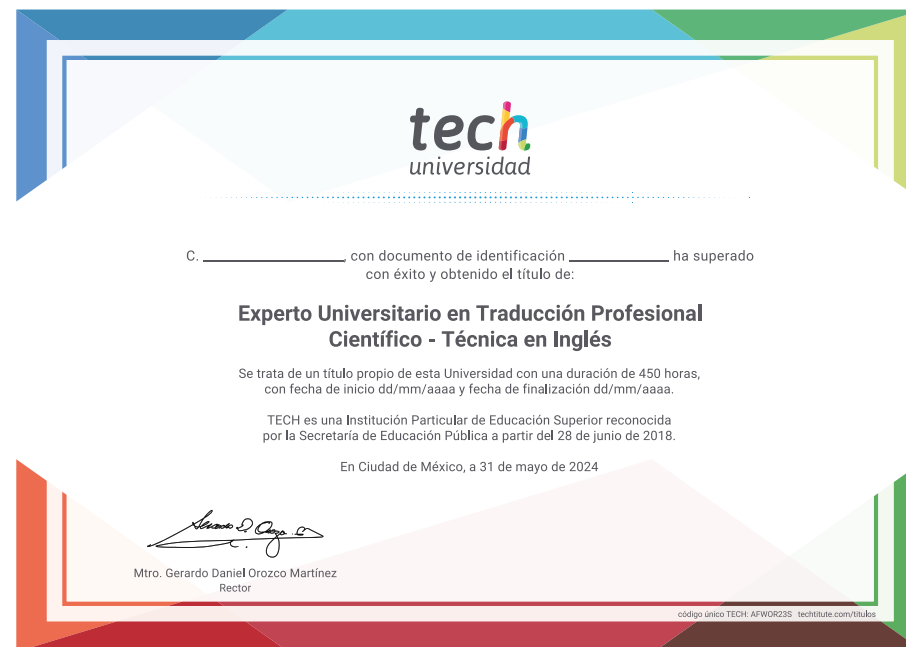 tech
universidad
C. ____________, con documento de identificación ____________ ha superado
con éxito y obtenido el título de:
Experto Universitario en Traducción Profesional
Científico - Técnica en Inglés
Se trata de un título propio de esta Universidad con una duración de 450 horas,
con fecha de inicio dd/mm/aaaa y fecha de finalización dd/mm/aaaa.
TECH es una Institución Particular de Educación Superior reconocida
por la Secretaría de Educación Pública a partir del 28 de junio de 2018.
En Ciudad de México, a 31 de mayo de 2024
Mtro. Gerardo Daniel Orozco Martínez
Rector
código único TECH: AFWOR23S techtitute.com/titulos